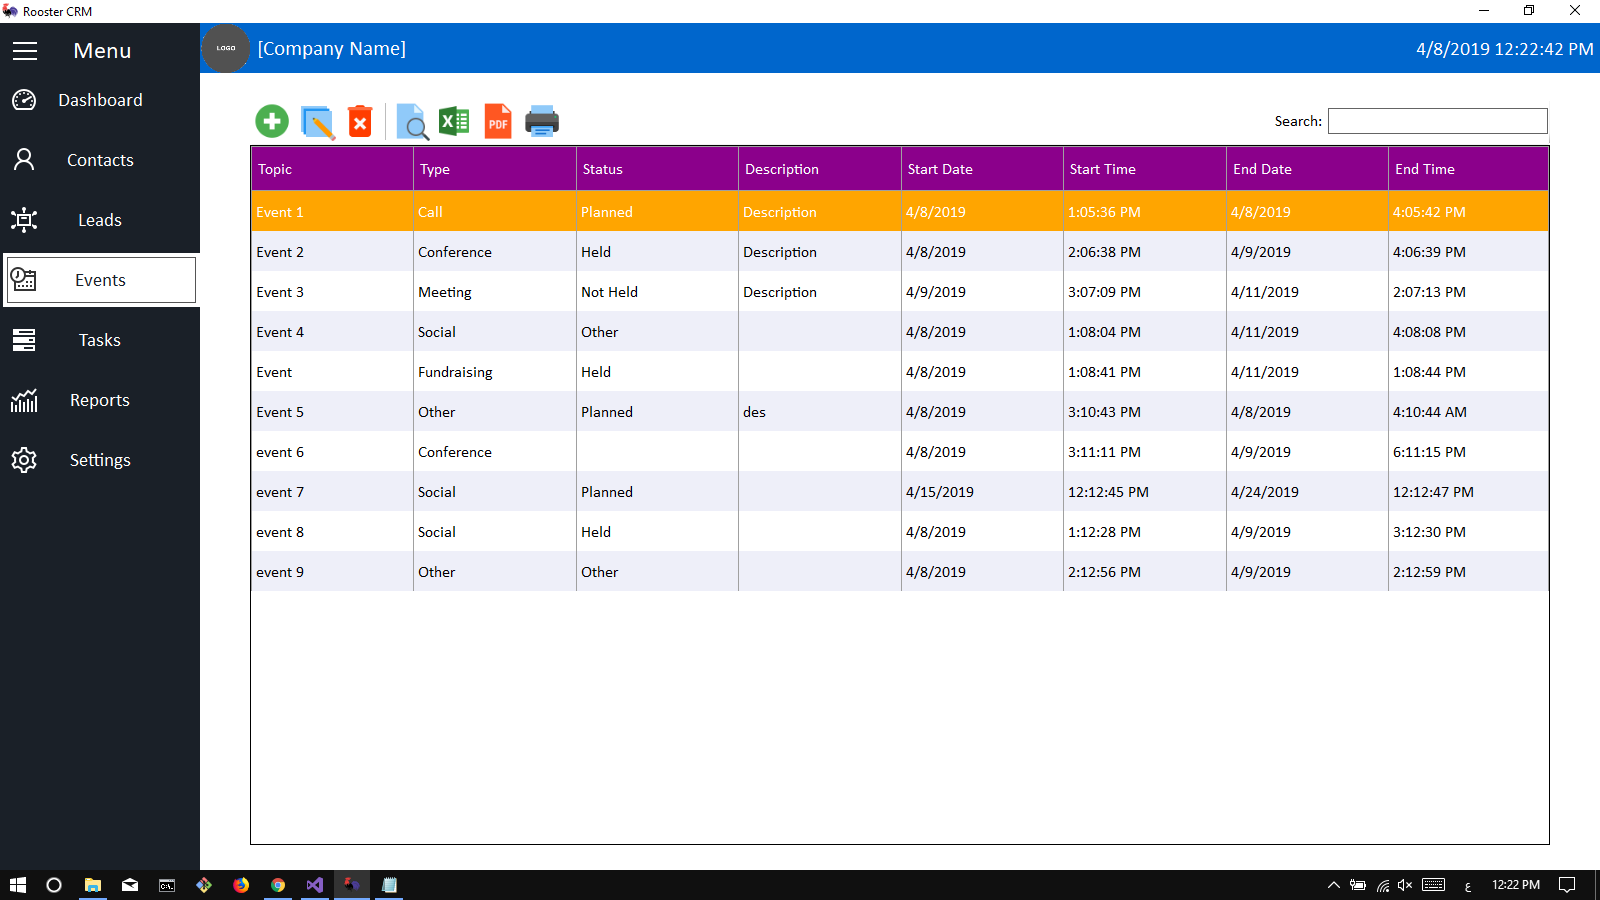 Rooster CRM
Menu
LOGO
[Company Name]
4/8/2019 12:22:42 PM
Dashboard
Contacts
Leads
Events
Tasks
Reports
Settings
PDF
Search:
Topic Type Status Description Start Date Start Time End Date End Time
Event 1 Call Planned Description 4/8/2019 1:05:36 PM 4/8/2019 4:05:42 PM
Event 2 Conference Held Description 4/8/2019 2:06:38 PM 4/9/2019 4:06:39 PM
Event 3 Meeting Not Held Description 4/9/2019 3:07:09 PM 4/11/2019 2:07:13 PM
Event 4 Social Other 4/8/2019 1:08:04 PM 4/11/2019 4:08:08 PM
Event Fundraising Held 4/8/2019 1:08:41 PM 4/11/2019 1:08:44 PM
Event 5 Other Planned des 4/8/2019 3:10:43 PM 4/8/2019 4:10:44 AM
event 6 Conference 4/8/2019 3:11:11 PM 4/9/2019 6:11:15 PM
event 7 Social Planned 4/15/2019 12:12:45 PM 4/24/2019 12:12:47 PM
event 8 Social Held 4/8/2019 1:12:28 PM 4/9/2019 3:12:30 PM
event 9 Other Other 4/8/2019 2:12:56 PM 4/9/2019 2:12:59 PM
ع
12:22 PM